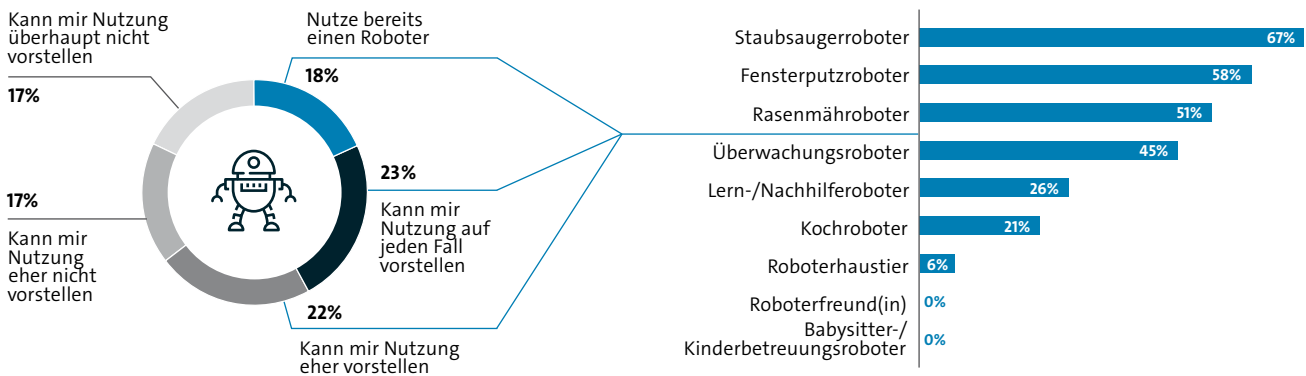 Kann mir Nutzung
überhaupt nicht
vorstellen
17%
Nutze bereits
einen Roboter
18%
23%
Kann mir
Nutzung auf
jeden Fall
vorstellen
17%
Kann mir
Nutzung
eher nicht
vorstellen
22%
Kann mir Nutzung
eher vorstellen
Staubsaugerroboter 67%
Fensterputzroboter 58%
Rasenmähroboter 51%
Überwachungsroboter 45%
Lern-/Nachhilferoboter 26%
Kochroboter 21%
Roboterhaustier 6%
Roboterfreund(in) 0%
Babysitter-/
Kinderbetreuungsroboter 0%